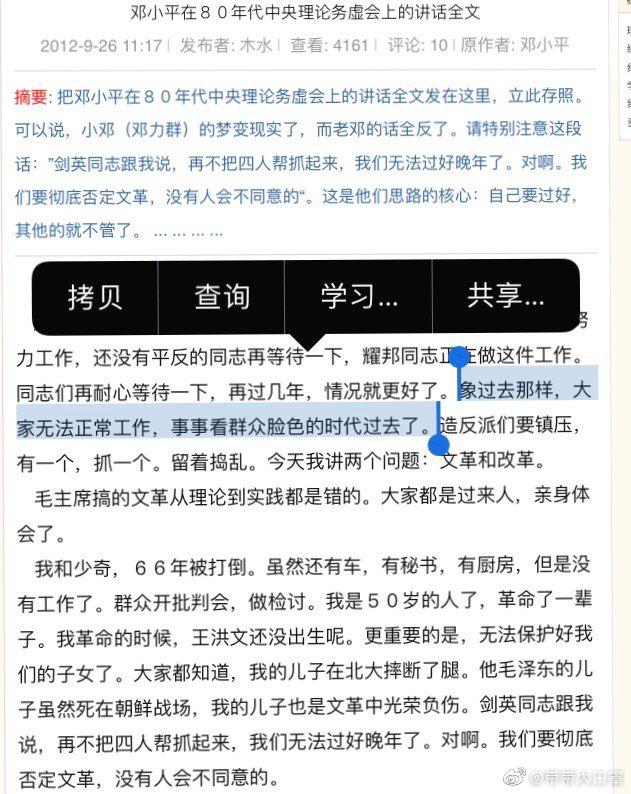 邓小平在８０年代中央理论务虚会上的讲话全文
2012-9-26 11:17 | 发布者: 木水 | 查看: 4161 | 评论: 10 | 原作者: 邓小平
摘要: 把邓小平在８０年代中央理论务虚会上的讲话全文发在这里，立此存照。
可以说，小邓（邓力群）的梦变现实了，而老邓的话全反了。请特别注意这段
话：”剑英同志跟我说，再不把四人帮抓起来，我们无法过好晚年了。对啊。我
们要彻底否定文革，没有人会不同意的“。这是他们思路的核心：自己要过好，
其他的就不管了。 ... ... ... ...
拷贝 查询 学习... 共享...
力工作，还没有平反的同志再等待一下，耀邦同志正在做这件工作。
同志们再耐心等待一下，再过几年，情况就更好了。象过去那样，大
家无法正常工作，事事看群众脸色的时代过去了。造反派们要镇压，
有一个，抓一个。留着捣乱。今天我讲两个问题：文革和改革。
毛主席搞的文革从理论到实践都是错的。大家都是过来人，亲身体
会了。
我和少奇，６６年被打倒。虽然还有车，有秘书，有厨房，但是没
有工作了。群众开批判会，做检讨。我是５０岁的人了，革命了一辈
子。我革命的时候，王洪文还没出生呢。更重要的是，无法保护好我
们的子女了。大家都知道，我的儿子在北大摔断了腿。他毛泽东的儿
子虽然死在朝鲜战场，我的儿子也是文革中光荣负伤。剑英同志跟我
说，再不把四人帮抓起来，我们无法过好晚年了。对啊。我们要彻底
否定文革，没有人会不同意的。